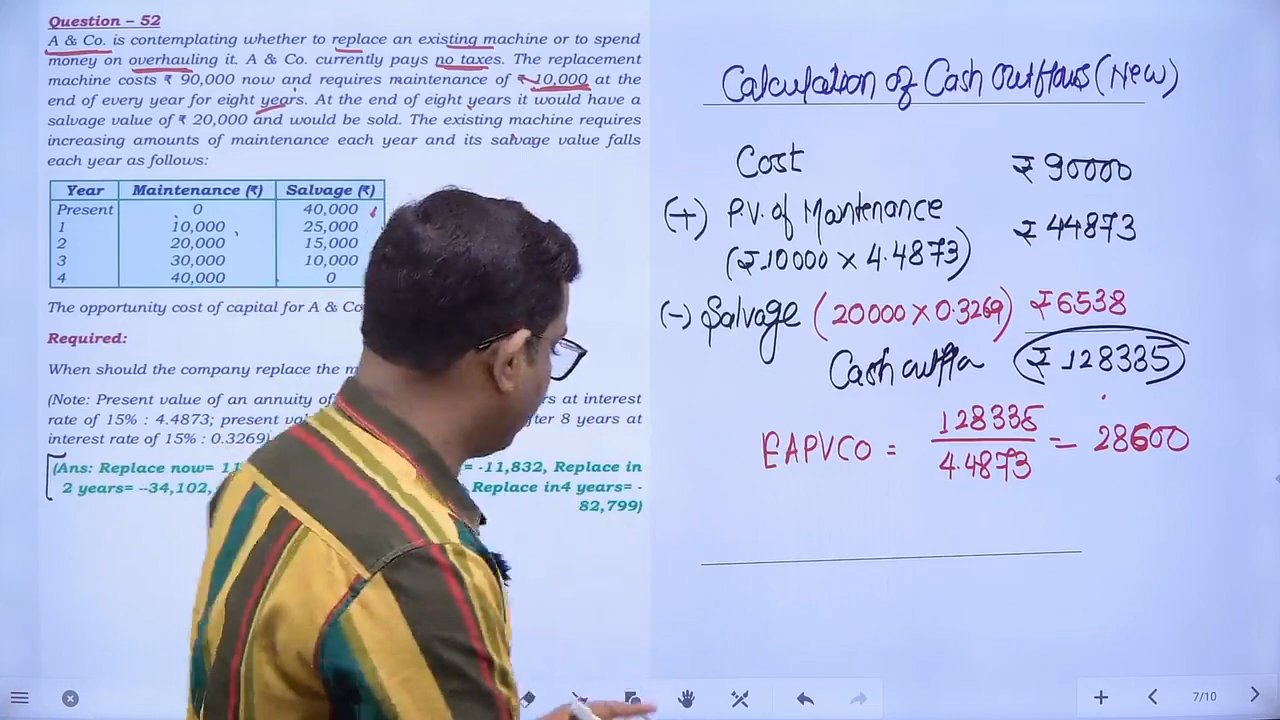 Question – 52
A & Co. is contemplating whether to replace an existing machine or to spend
money on overhauling it. A & Co. currently pays no taxes. The replacement
machine costs ₹ 90,000 now and requires maintenance of ₹ 10,000 at the
end of every year for eight years. At the end of eight years it would have a
salvage value of ₹ 20,000 and would be sold. The existing machine requires
increasing amounts of maintenance each year and its salvage value falls
each year as follows:
Year Maintenance (₹) Salvage (₹)
Present 0 40,000
1 10,000 25,000
2 20,000 15,000
3 30,000 10,000
4 40,000 0
The opportunity cost of capital for A & Co
Required:
When should the company replace the m
(Note: Present value of an annuity of rs at interest
rate of 15% : 4.4873; present val ter 8 years at
interest rate of 15% : 0.3269)
(Ans: Replace now= 11 = -11,832, Replace in
2 years= --34,102, Replace in4 years= -
82,799)
Calculation of Cash Outflows (New)
Cost ₹ 90000
(+) P.V. of Maintenance ₹ 44873
(₹ 10000 × 4.4873)
(-) Salvage (20000 × 0.3269) ₹ 6538
Cash outflo ₹ 128335
EAPVCO = 128335 / 4.4873 = 28600
7/10